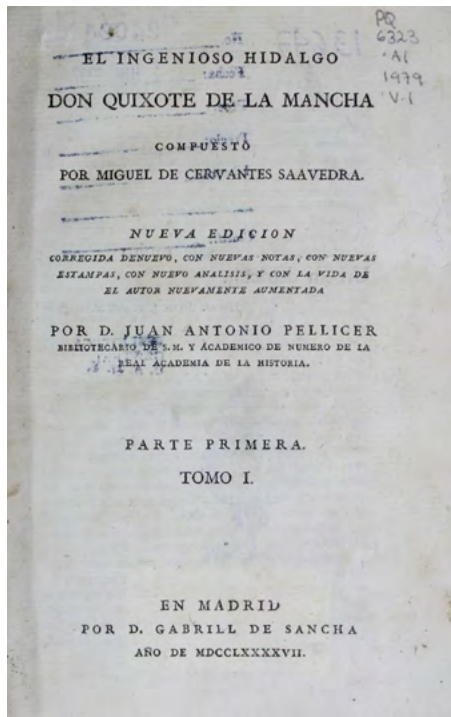 PQ
6323
.A1
1979
V.1
EL INGENIOSO HIDALGO
DON QUIXOTE DE LA MANCHA
COMPUESTO
POR MIGUEL DE CERVANTES SAAVEDRA.
NUEVA EDICION
CORREGIDA DENUEVO, CON NUEVAS NOTAS, CON NUEVAS
ESTAMPAS, CON NUEVO ANALISIS, Y CON LA VIDA DE
EL AUTOR NUEVAMENTE AUMENTADA
POR D. JUAN ANTONIO PELLICER
BIBLIOTECARIO DE S. M. Y ACADEMICO DE NUMERO DE LA
REAL ACADEMIA DE LA HISTORIA.
PARTE PRIMERA.
TOMO I.
EN MADRID
POR D. GABRILL DE SANCHA
AÑO DE MDCCLXXXXVII.